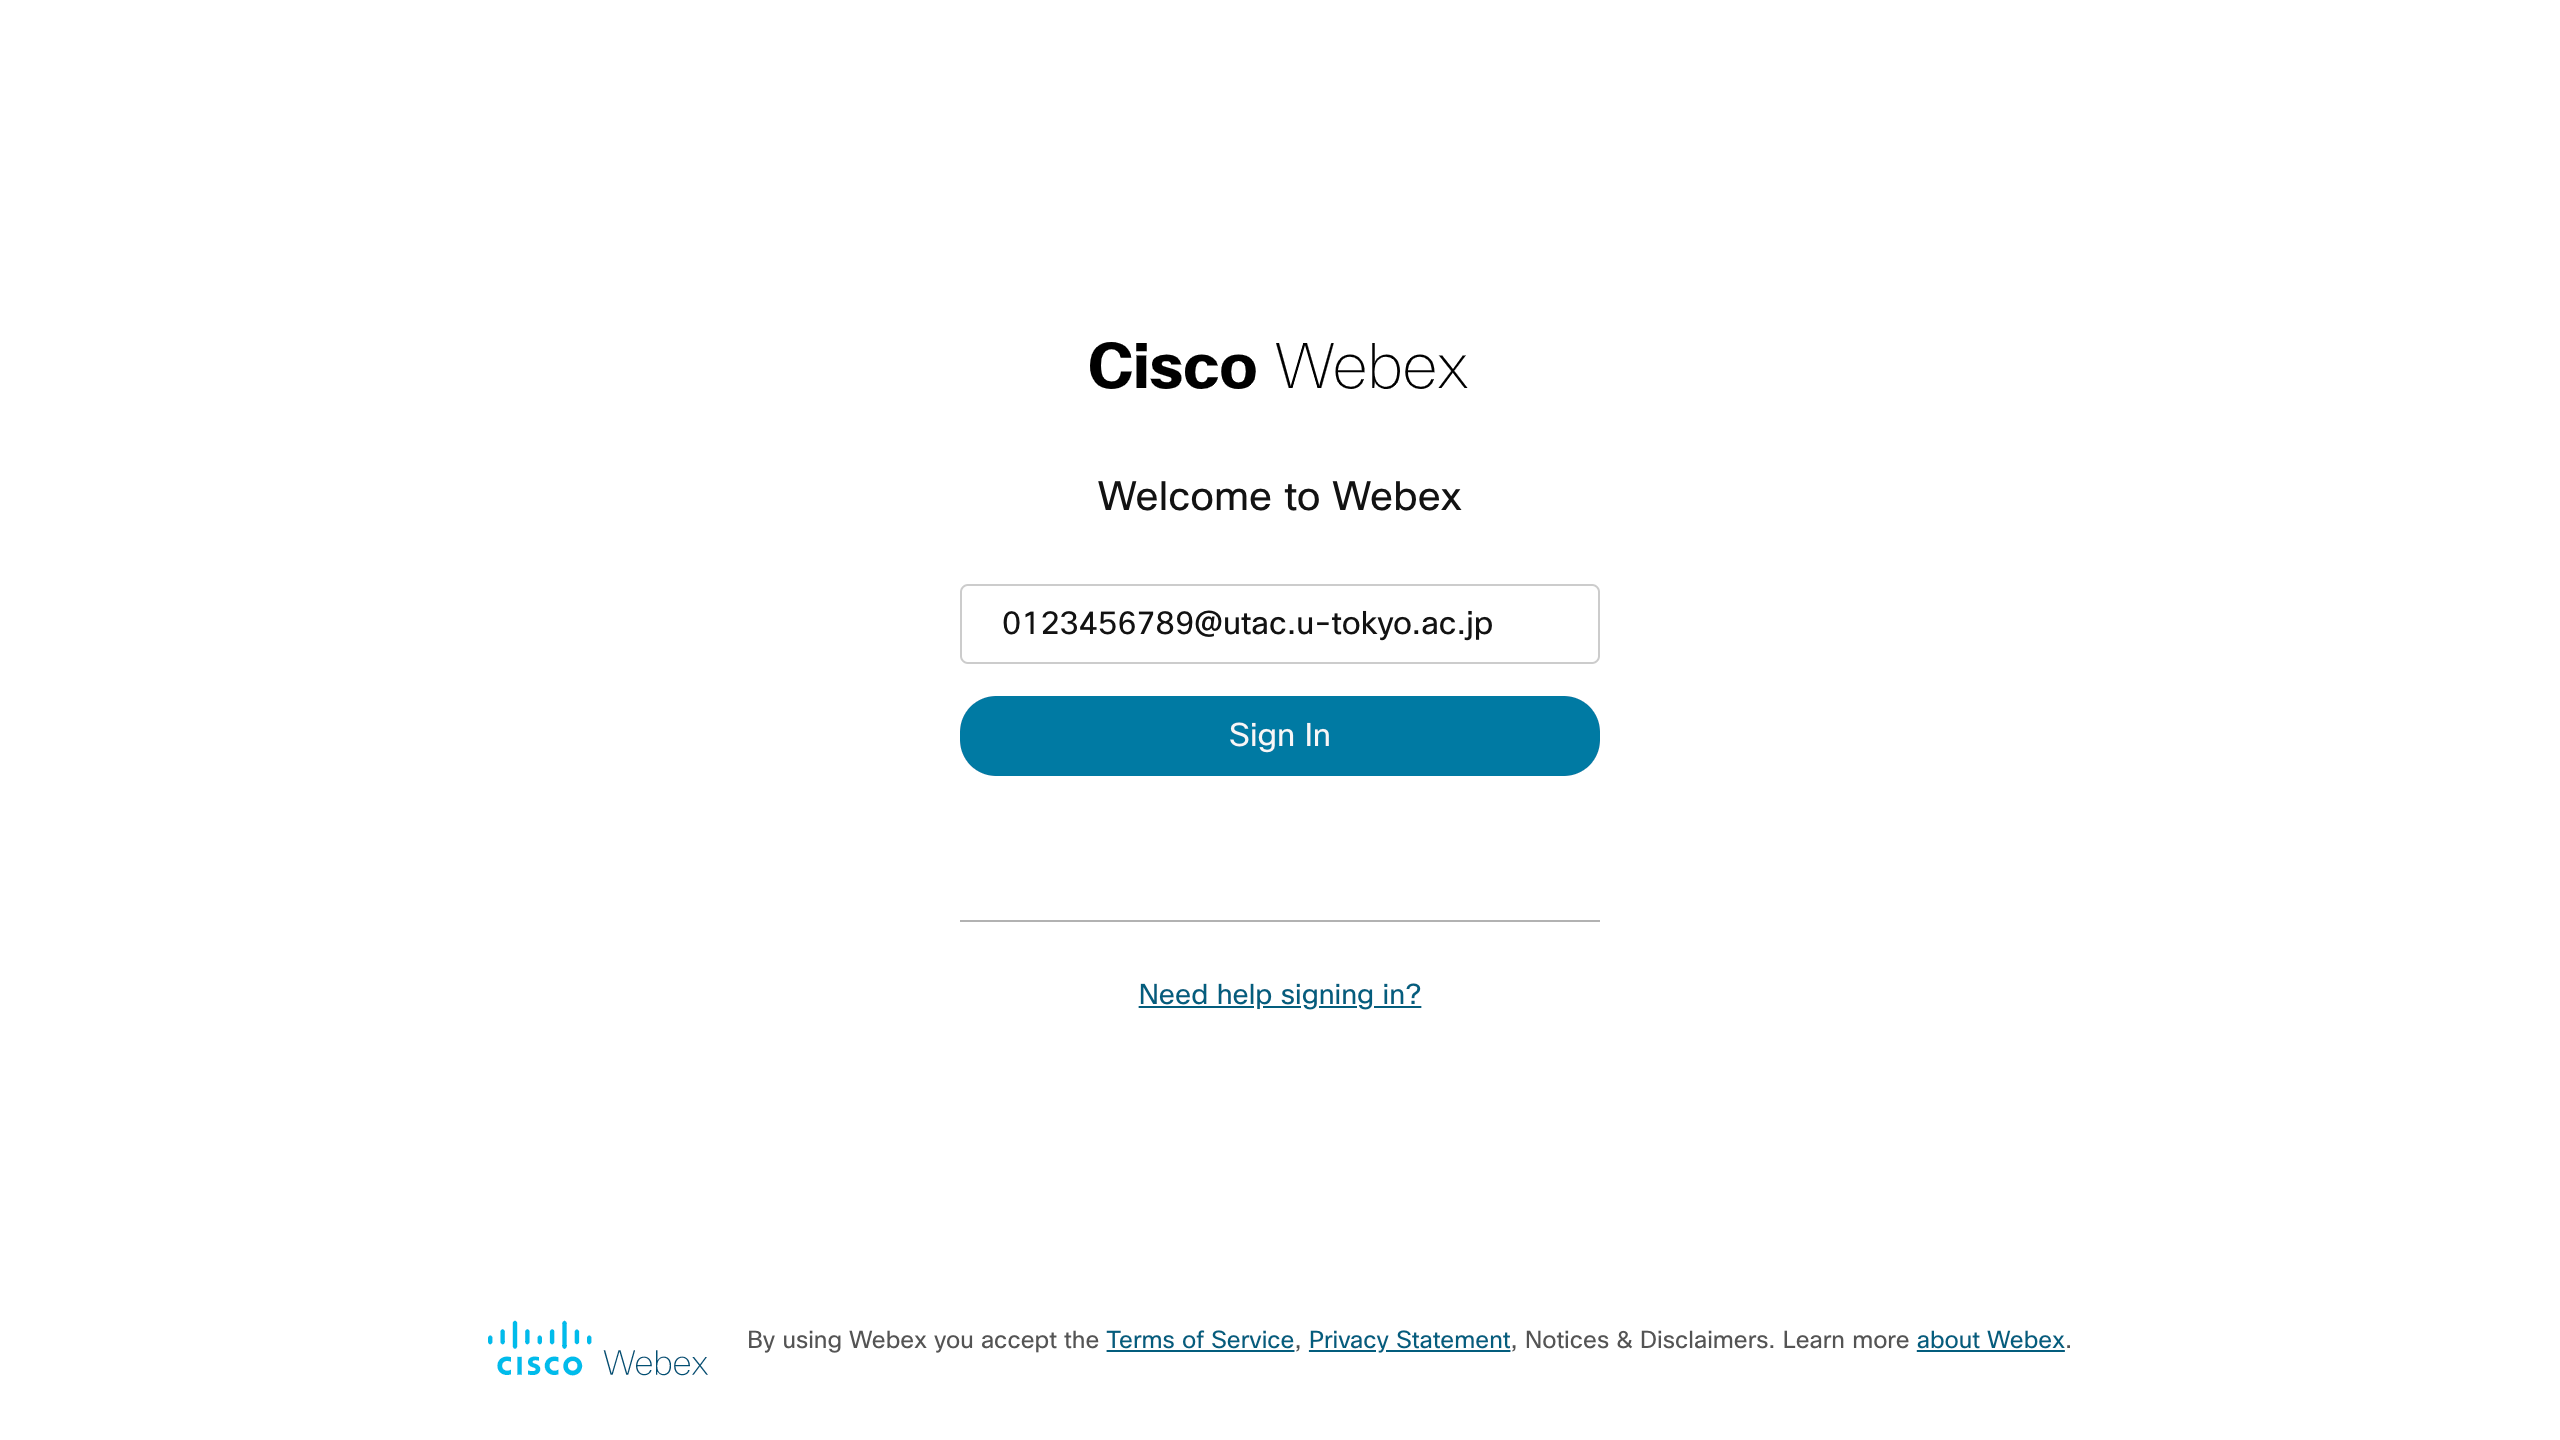 Cisco Webex
Welcome to Webex
0123456789@utac.u-tokyo.ac.jp
Sign In
Need help signing in?
cisco Webex
By using Webex you accept the Terms of Service, Privacy Statement, Notices & Disclaimers. Learn more about Webex.